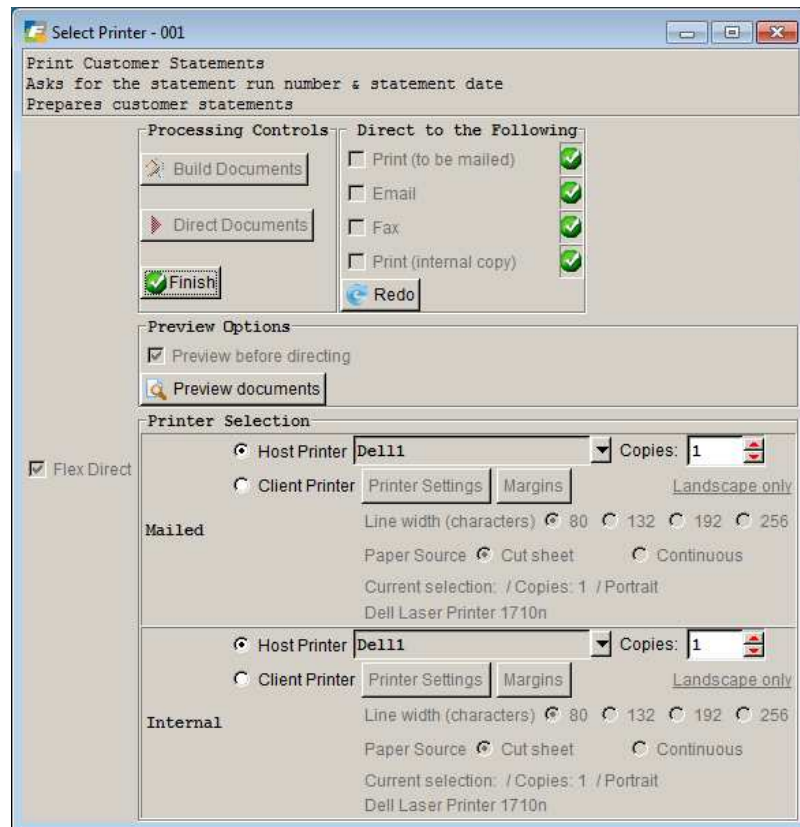 Select Printer - 001
Print Customer Statements
Asks for the statement run number & statement date
Prepares customer statements
Processing Controls
Direct to the Following
Build Documents
Print (to be mailed)
Email
Direct Documents
Fax
Print (internal copy)
Finish
Redo
Preview Options
Preview before directing
Preview documents
Printer Selection
Flex Direct
Mailed
Host Printer Dell1 Copies: 1
Client Printer Printer Settings Margins Landscape only
Line width (characters) 80 132 192 256
Paper Source Cut sheet Continuous
Current selection: / Copies: 1 / Portrait
Dell Laser Printer 1710n
Internal
Host Printer Dell1 Copies: 1
Client Printer Printer Settings Margins Landscape only
Line width (characters) 80 132 192 256
Paper Source Cut sheet Continuous
Current selection: / Copies: 1 / Portrait
Dell Laser Printer 1710n